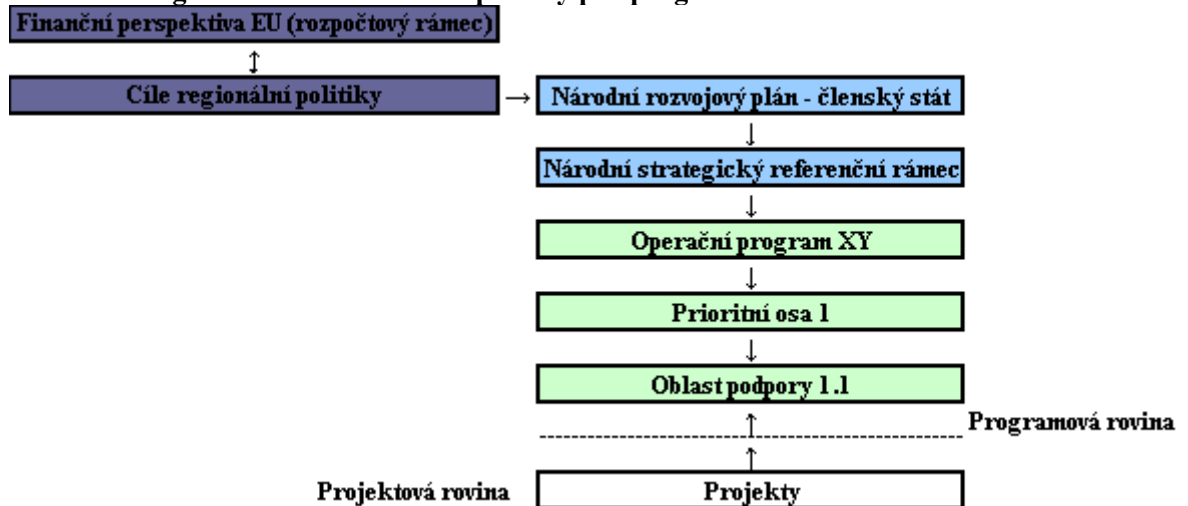 Finanční perspektiva EU (rozpočtový rámec)
Cíle regionální politiky
Národní rozvojový plán - členský stát
Národní strategický referenční rámec
Operační program XY
Prioritní osa 1
Oblast podpory 1.1
Programová rovina
Projektová rovina
Projekty